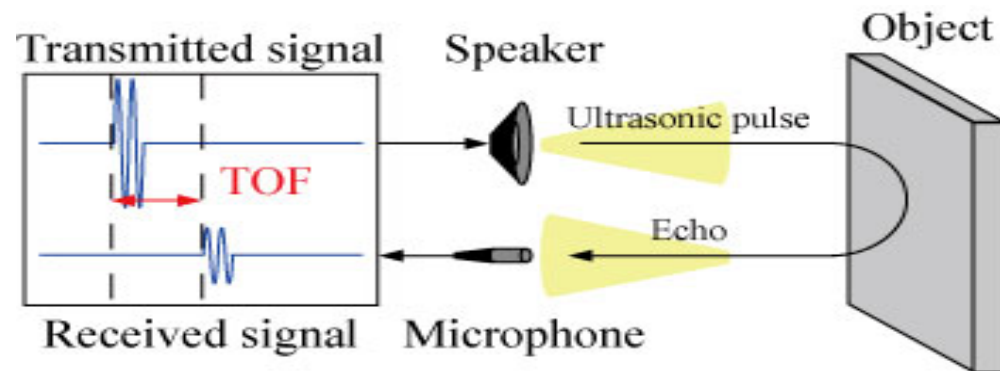 Transmitted signal
Speaker
Object
Ultrasonic pulse
TOF
Echo
Received signal
Microphone